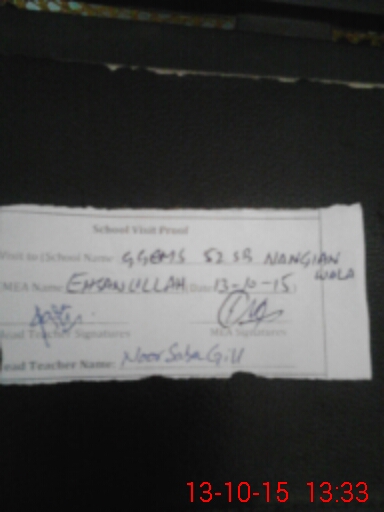 School Visit Proof
Visit to (School Name GGEMS 52 SB NANGIAN WALA
MEA Name EHSANULLAH (Date 13-10-15)
Head Teacher Signatures MEA Signatures
ead Teacher Name: Noor Saba Gill
13-10-15 13:33